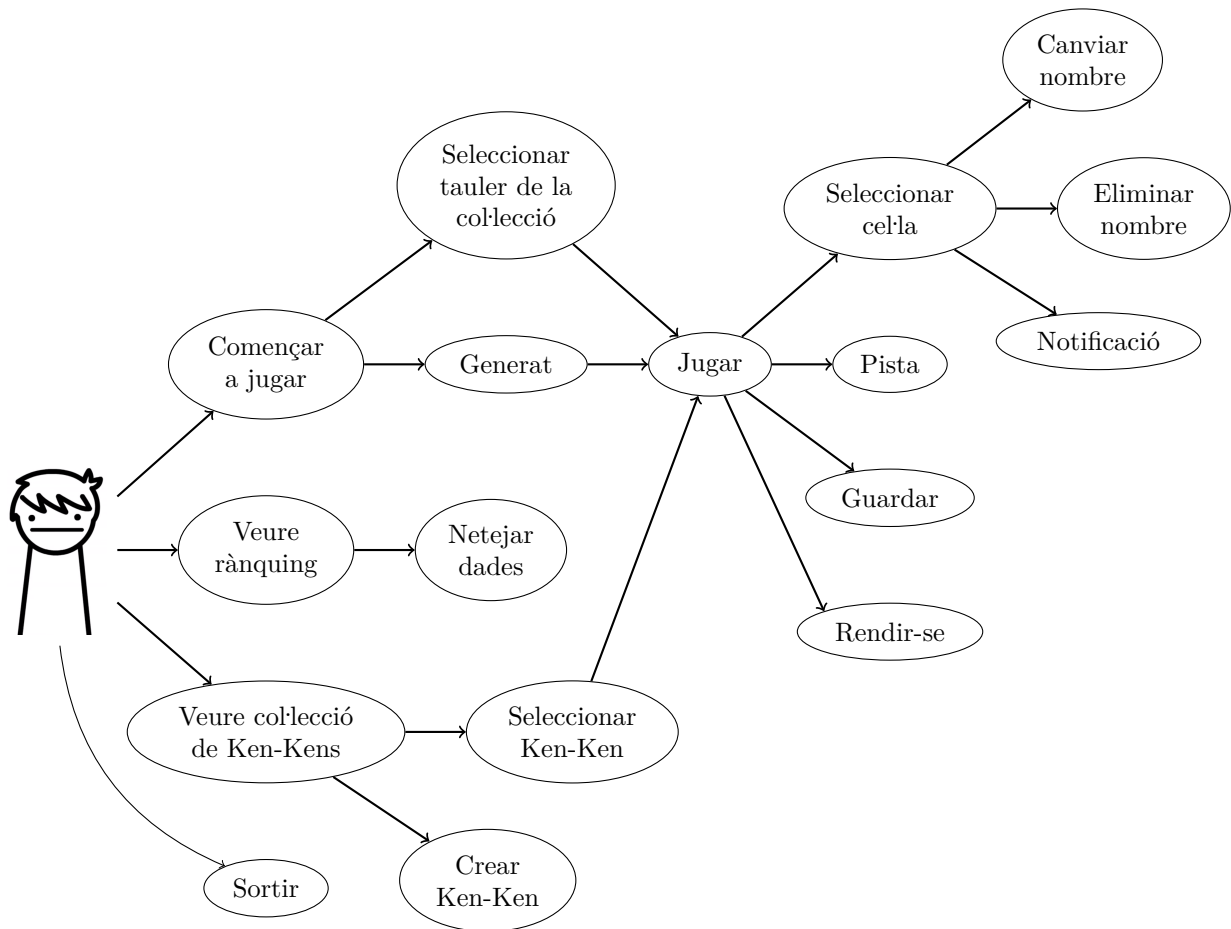 Canviar
nombre
Seleccionar
tauler de la
col·lecció
Seleccionar
cel·la
Eliminar
nombre
Notificació
Començar
a jugar
Generat
Jugar
Pista
Guardar
Veure
rànquing
Netejar
dades
Rendir-se
Veure col·lecció
de Ken-Kens
Seleccionar
Ken-Ken
Crear
Ken-Ken
Sortir